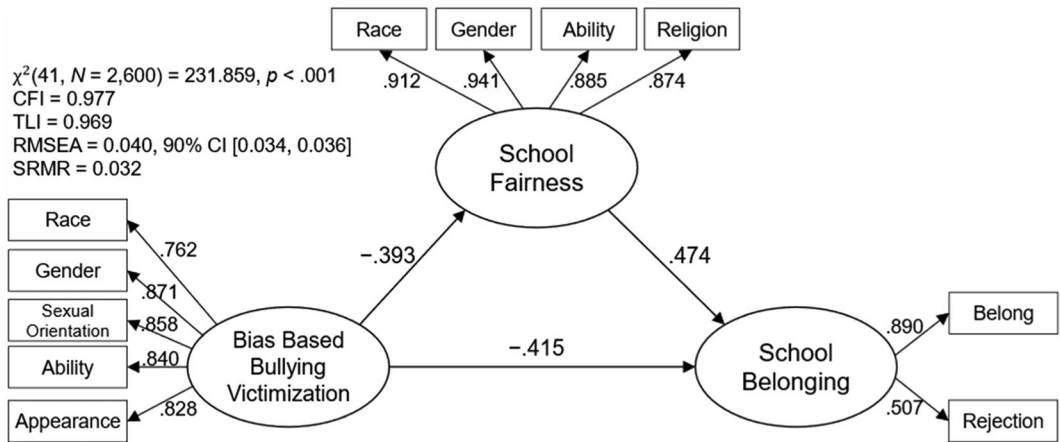 Race
Gender
Ability
Religion
.912
.941
.885
.874
χ²(41, N = 2,600) = 231.859, p < .001
CFI = 0.977
TLI = 0.969
RMSEA = 0.040, 90% CI [0.034, 0.036]
SRMR = 0.032
School
Fairness
Race
Gender
Sexual
Orientation
Ability
Appearance
.762
.871
.858
.840
.828
Bias Based
Bullying
Victimization
−.393
.474
−.415
School
Belonging
.890
.507
Belong
Rejection